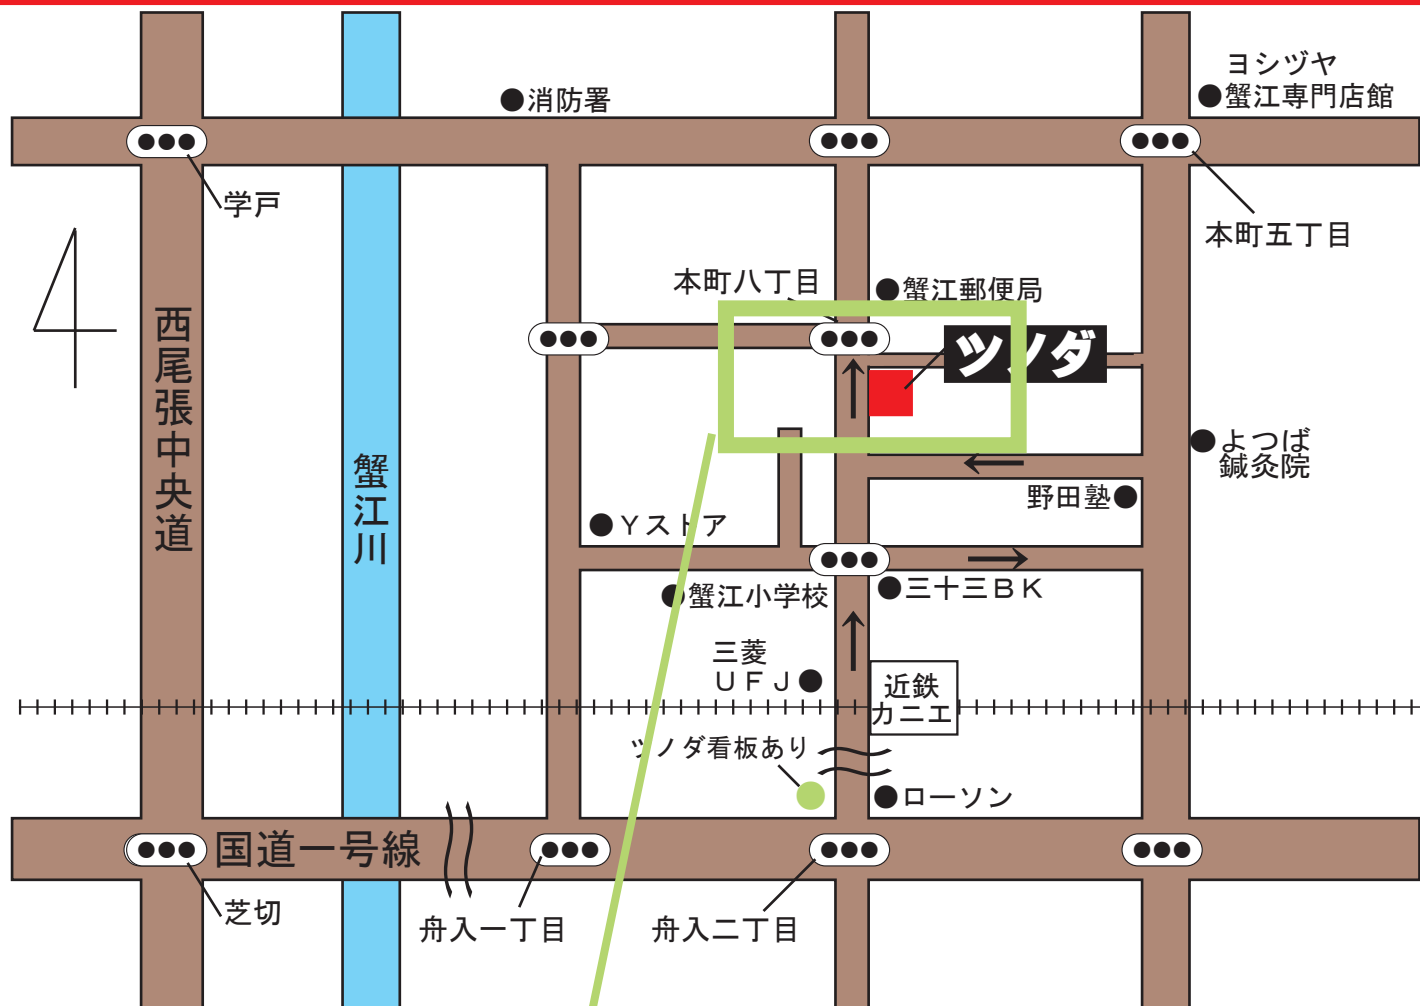 ヨシヅヤ
蟹江専門店館
消防署
学戸
本町五丁目
本町八丁目
蟹江郵便局
ツノダ
西尾張中央道
蟹江川
よつば
鍼灸院
野田塾
Yストア
蟹江小学校
三十三BK
三菱
UFJ
近鉄
カニエ
ツノダ看板あり
ローソン
国道一号線
芝切
舟入一丁目
舟入二丁目